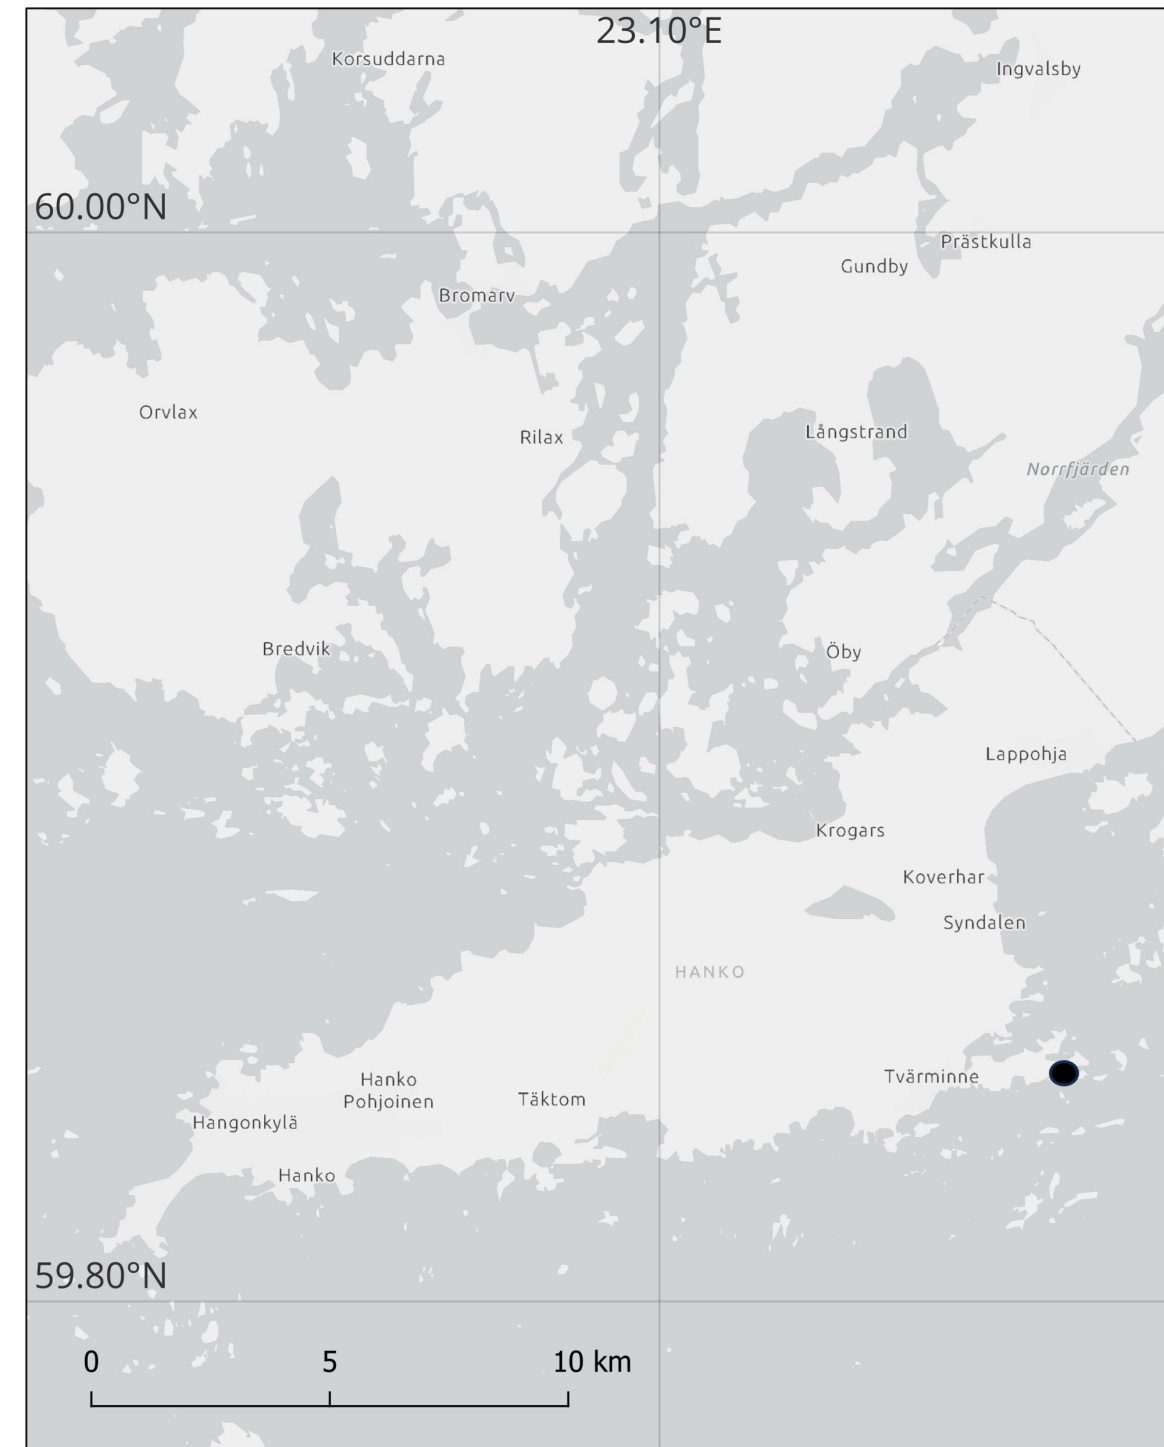 23.10°E
Korsuddarna
Ingvalsby
60.00°N
Prästkulla
Gundby
Bromarv
Orvlax
Långstrand
Rilax
Norrfjärden
Bredvik
Öby
Lappohja
Krogars
Koverhar
Syndalen
HANKO
Tvärminne
Hanko
Pohjoinen
Täktom
Hangonkylä
Hanko
59.80°N
0 5 10 km